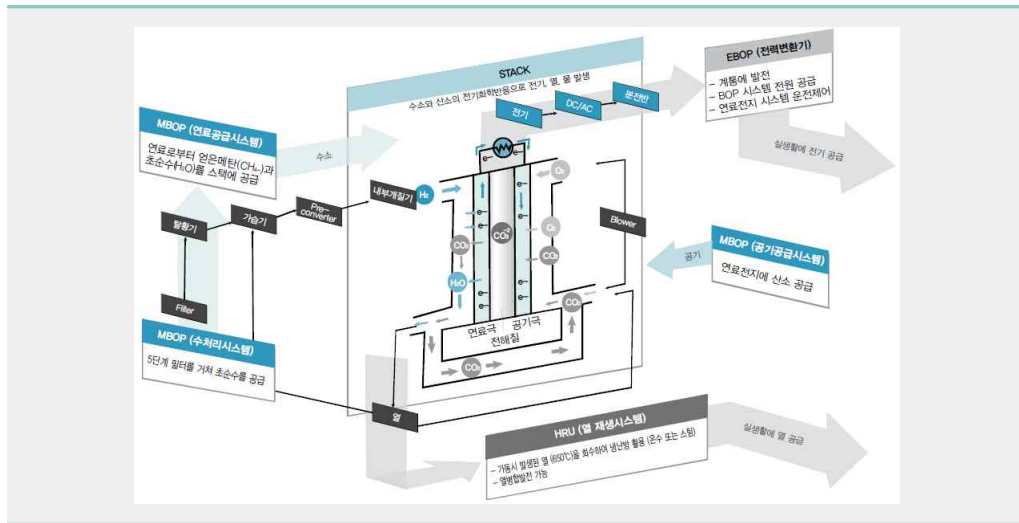 STACK
수소와 산소의 전기화학반응으로 전기, 열, 물 발생
전기
DC/AC
분전반
EBOP (전력변환기)
– 계통에 발전
– BOP 시스템 전원 공급
– 연료전지 시스템 운전제어
실생활에 전기 공급
MBOP (연료공급시스템)
연료로부터 얻은메탄(CH₄)과
초순수(H₂O)를 스택에 공급
수소
탈황기
가습기
Pre-
converter
내부개질기
H₂
Filter
MBOP (수처리시스템)
5단계 필터를 거쳐 초순수를 공급
e-
e-
e-
e-
e-
e-
e-
e-
e-
e-
CO₂
H₂O
CO₃
O₂
O₂
CO₂
CO₂
CO₂
Blower
공기
MBOP (공기공급시스템)
연료전지에 산소 공급
연료극
공기극
전해질
열
HRU (열 재생시스템)
– 가동시 발생된 열 (650℃)을 회수하여 냉난방 활용 (온수 또는 스팀)
– 열병합발전 가능
실생활에 열 공급